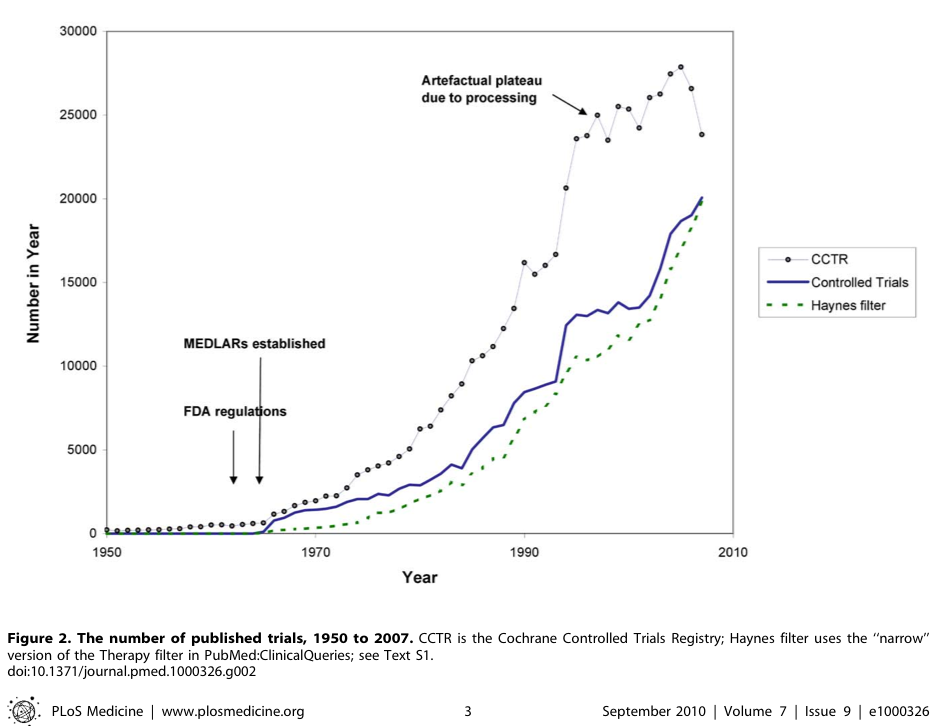 30000
Artefactual plateau
due to processing
25000
20000
Number in Year
CCTR
15000
Controlled Trials
Haynes filter
MEDLARs established
10000
FDA regulations
5000
0
1950
1970
1990
2010
Year
Figure 2. The number of published trials, 1950 to 2007. CCTR is the Cochrane Controlled Trials Registry; Haynes filter uses the ‘‘narrow’’
version of the Therapy filter in PubMed:ClinicalQueries; see Text S1.
doi:10.1371/journal.pmed.1000326.g002
PLoS Medicine | www.plosmedicine.org
3
September 2010 | Volume 7 | Issue 9 | e1000326